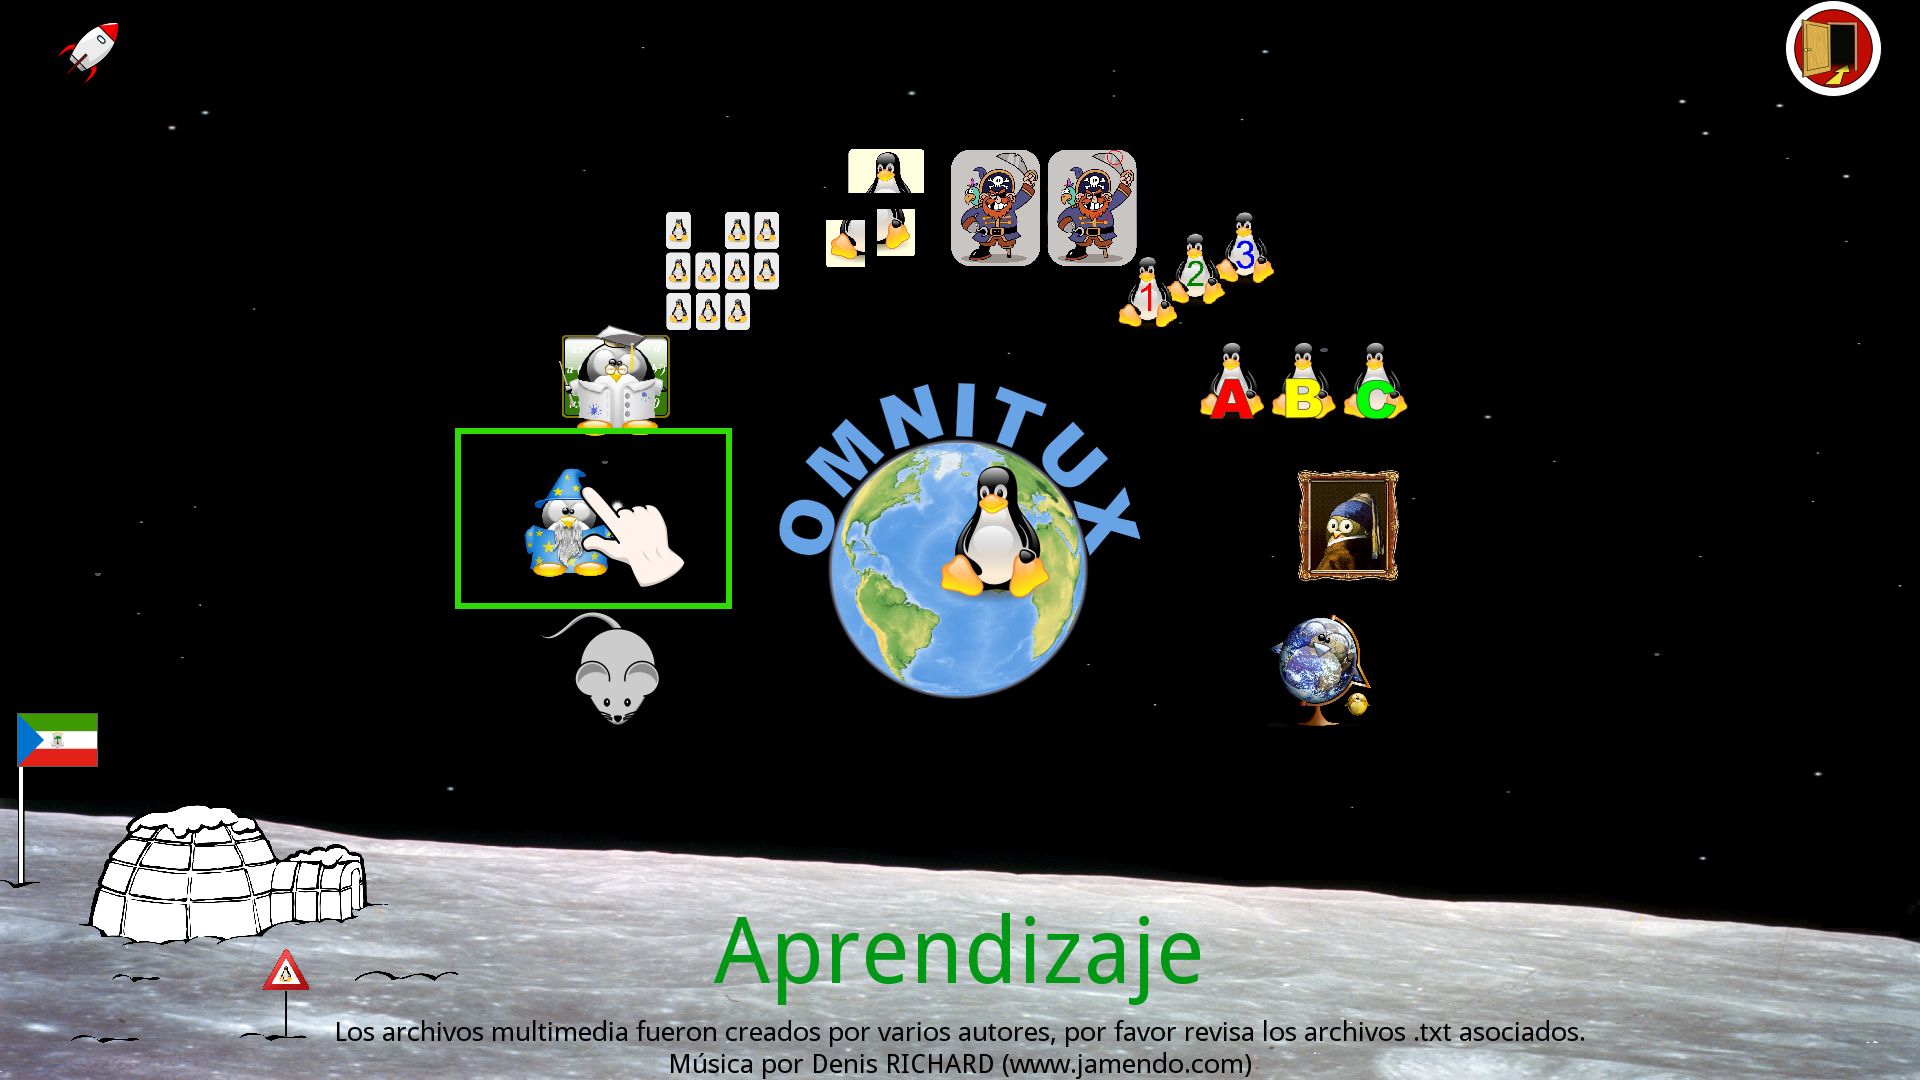 1 2 3
A B C
OMNITUX
Aprendizaje
Los archivos multimedia fueron creados por varios autores, por favor revisa los archivos .txt asociados.
Música por Denis RICHARD (www.jamendo.com)